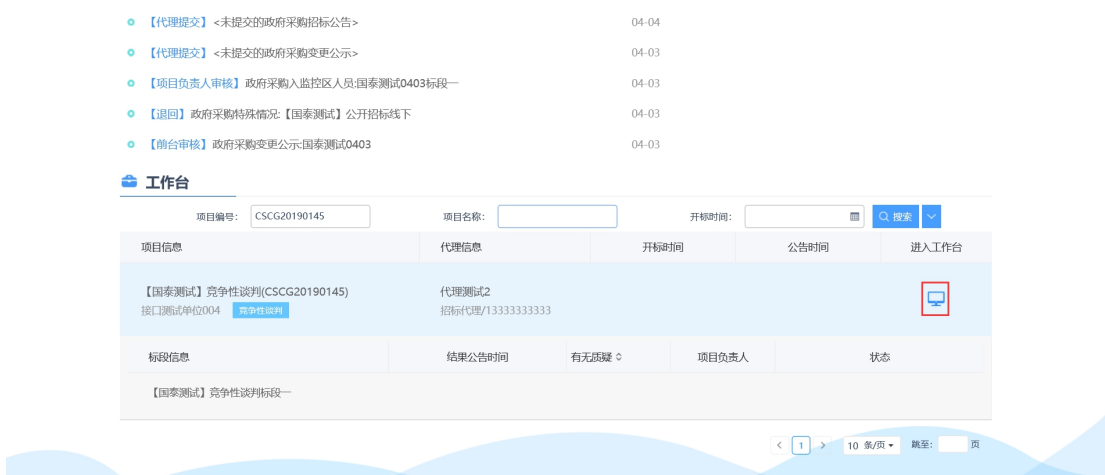 【代理提交】<未提交的政府采购招标公告> 04-04
【代理提交】<未提交的政府采购变更公示> 04-03
【项目负责人审核】政府采购入监控区人员:国泰测试0403标段一 04-03
【退回】政府采购特殊情况:【国泰测试】公开招标线下 04-03
【前台审核】政府采购变更公示:国泰测试0403 04-03
工作台
项目编号: CSCG20190145 项目名称: 开标时间: 搜索
项目信息 代理信息 开标时间 公告时间 进入工作台
【国泰测试】竞争性谈判(CSCG20190145) 代理测试2
接口测试单位004 竞争性谈判 招标代理/13333333333
标段信息 结果公告时间 有无质疑 项目负责人 状态
【国泰测试】竞争性谈判标段一
< 1 > 10 条/页 跳至: 页